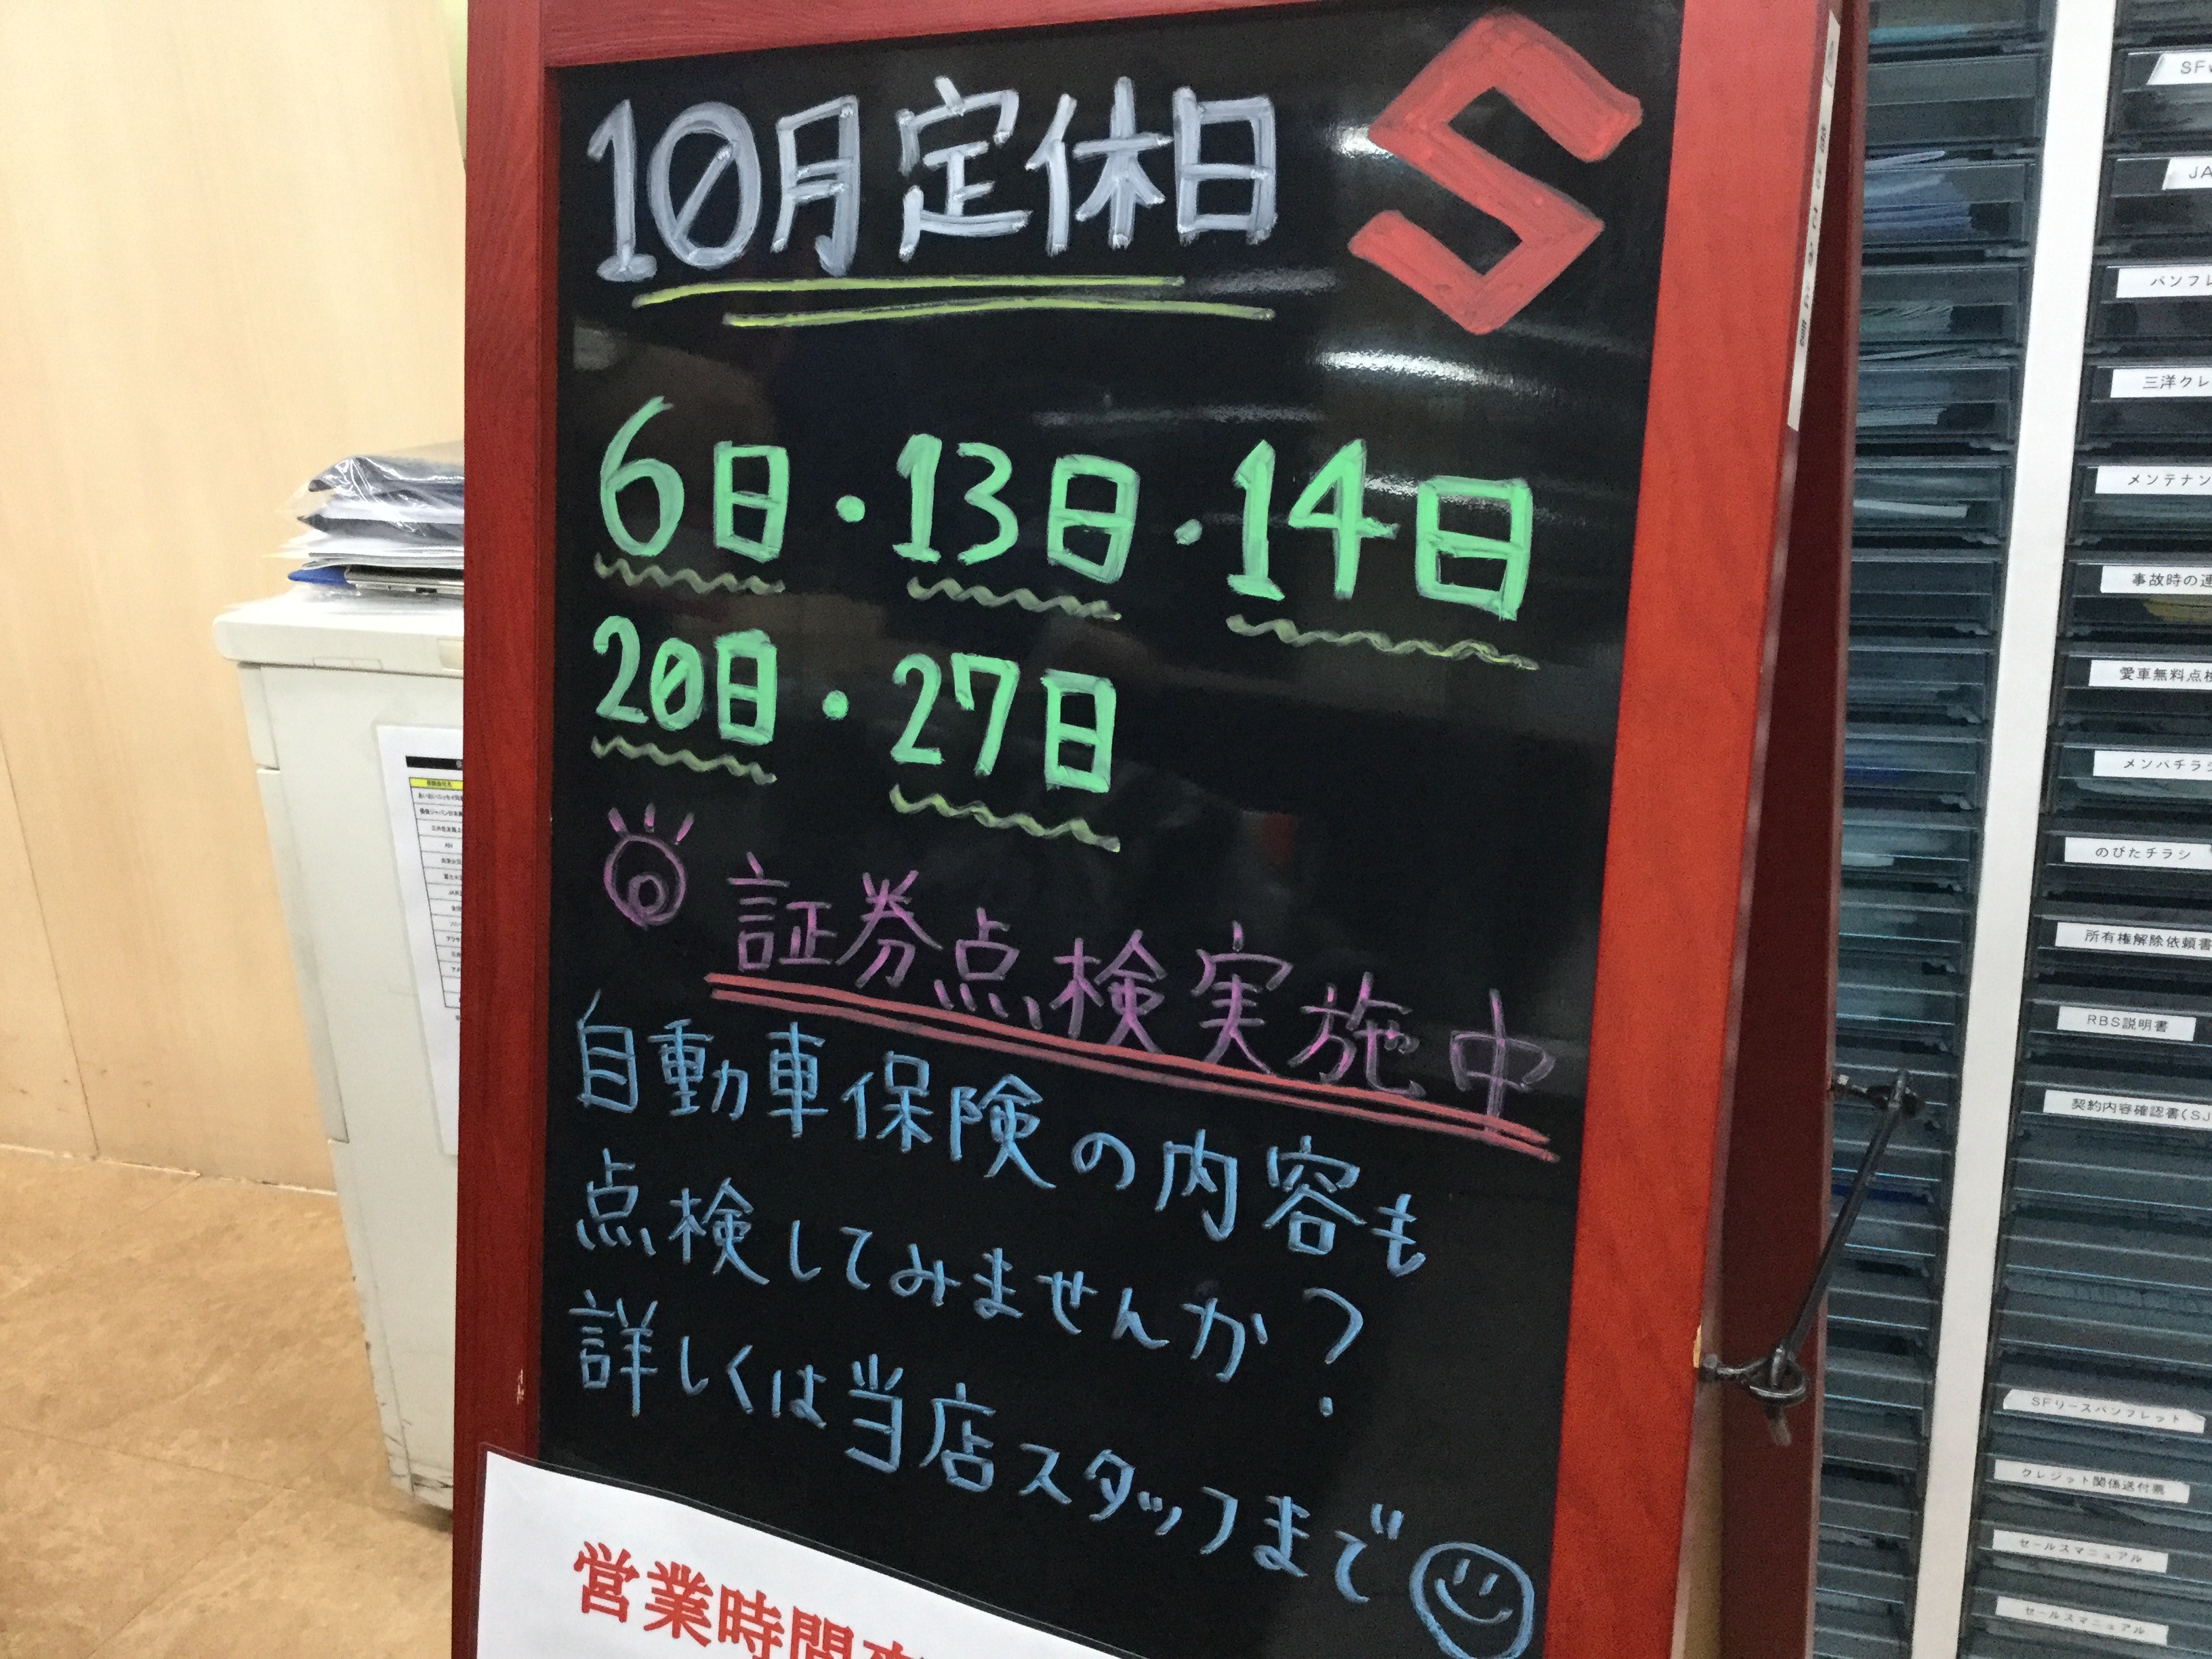 10月定休日
S
6日・13日・14日
20日・27日
証券点検実施中
自動車保険の内容も
点検してみませんか?
詳しくは当店スタッフまで
営業時間
JA
パンフレ
三洋クレ
メンテナン
事故時の連
愛車無料点検
メンパチラシ
のびたチラシ
所有権解除依頼書
RBS説明書
契約内容確認書(SJ
SFリースパンフレット
クレジット関係送付票
セールスマニュアル
セールスマニュアル